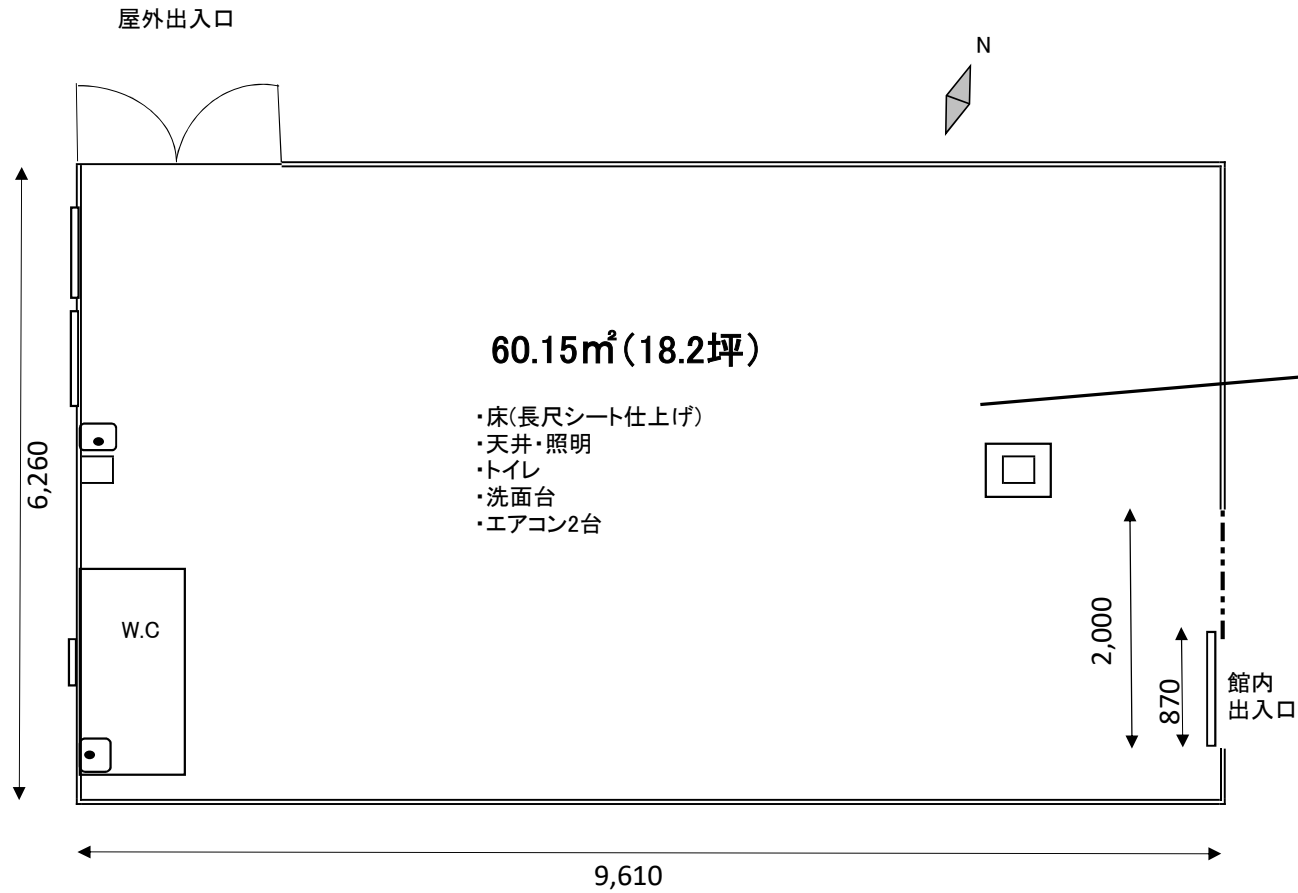 屋外出入口
N
60.15㎡(18.2坪)
・床(長尺シート仕上げ)
・天井・照明
・トイレ
・洗面台
・エアコン2台
6,260
W.C
2,000
870
館内
出入口
9,610